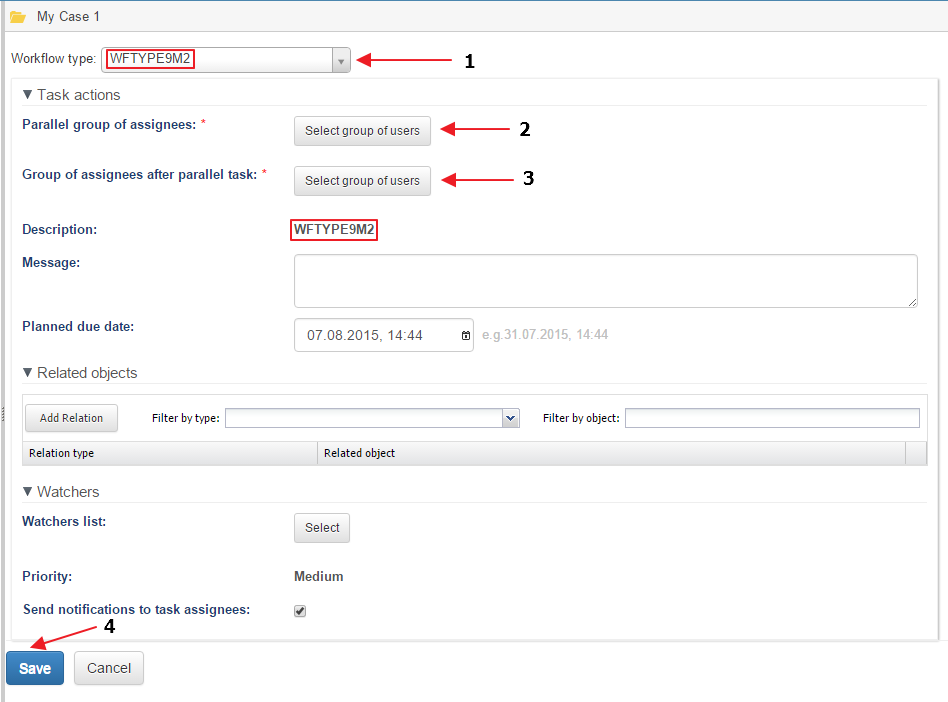 My Case 1
Workflow type: WFTYPE9M2 1
Task actions
Parallel group of assignees: * Select group of users 2
Group of assignees after parallel task: * Select group of users 3
Description: WFTYPE9M2
Message:
Planned due date: 07.08.2015, 14:44 e.g.31.07.2015, 14:44
Related objects
Add Relation Filter by type: Filter by object:
Relation type Related object
Watchers
Watchers list: Select
Priority: Medium
Send notifications to task assignees:
4
Save Cancel